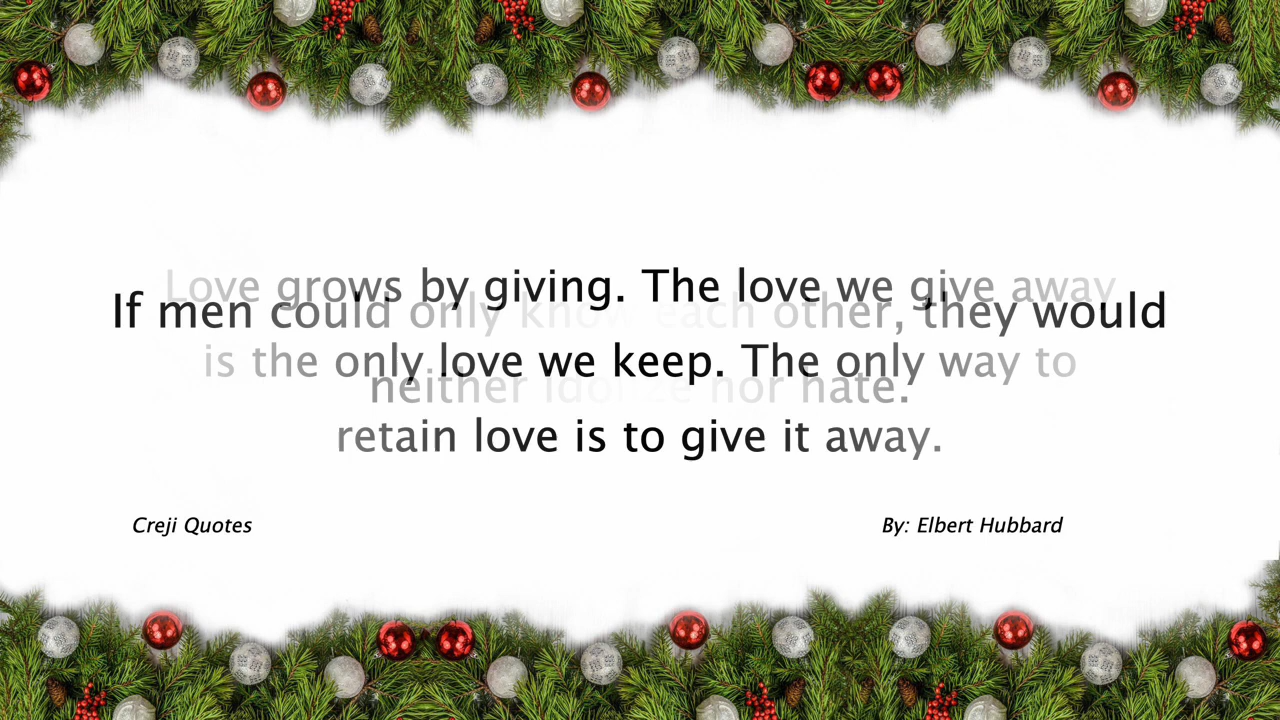 Love grows by giving. The love we give away
If men could only know each other, they would
is the only love we keep. The only way to
neither idolize nor hate.
retain love is to give it away.
Creji Quotes
By: Elbert Hubbard